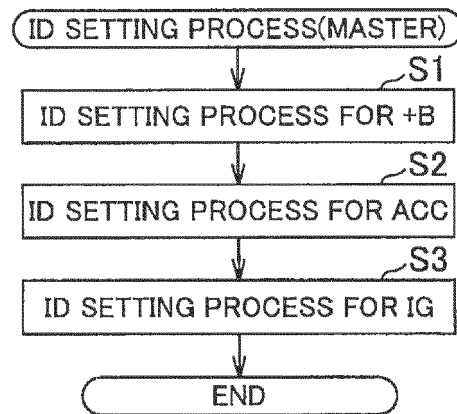 ID SETTING PROCESS(MASTER)
S1
ID SETTING PROCESS FOR +B
S2
ID SETTING PROCESS FOR ACC
S3
ID SETTING PROCESS FOR IG
END